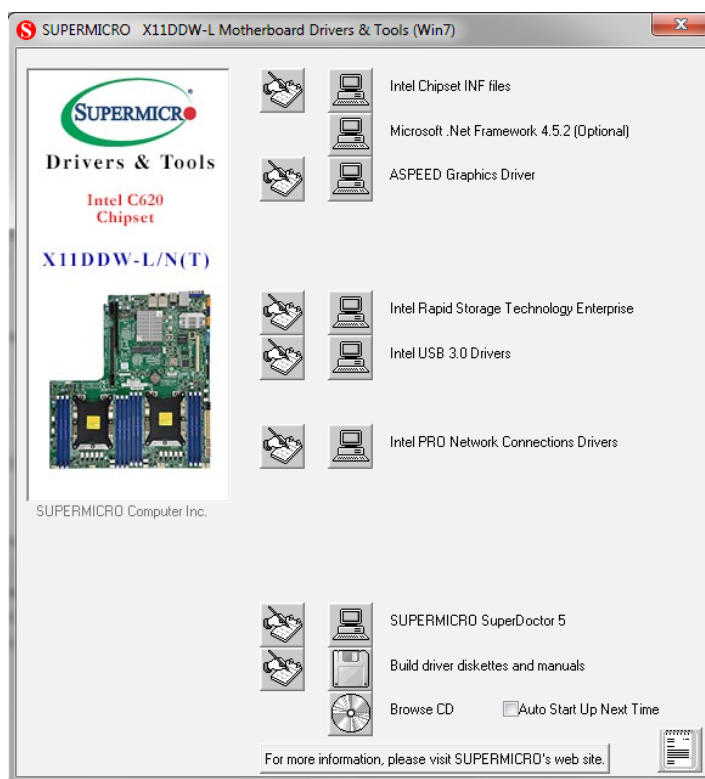 SUPERMICRO X11DDW-L Motherboard Drivers & Tools (Win7)
SUPERMICRO
Drivers & Tools
Intel C620
Chipset
X11DDW-L/N(T)
SUPERMICRO Computer Inc.
Intel Chipset INF files
Microsoft .Net Framework 4.5.2 (Optional)
ASPEED Graphics Driver
Intel Rapid Storage Technology Enterprise
Intel USB 3.0 Drivers
Intel PRO Network Connections Drivers
SUPERMICRO SuperDoctor 5
Build driver diskettes and manuals
Browse CD Auto Start Up Next Time
For more information, please visit SUPERMICRO's web site.